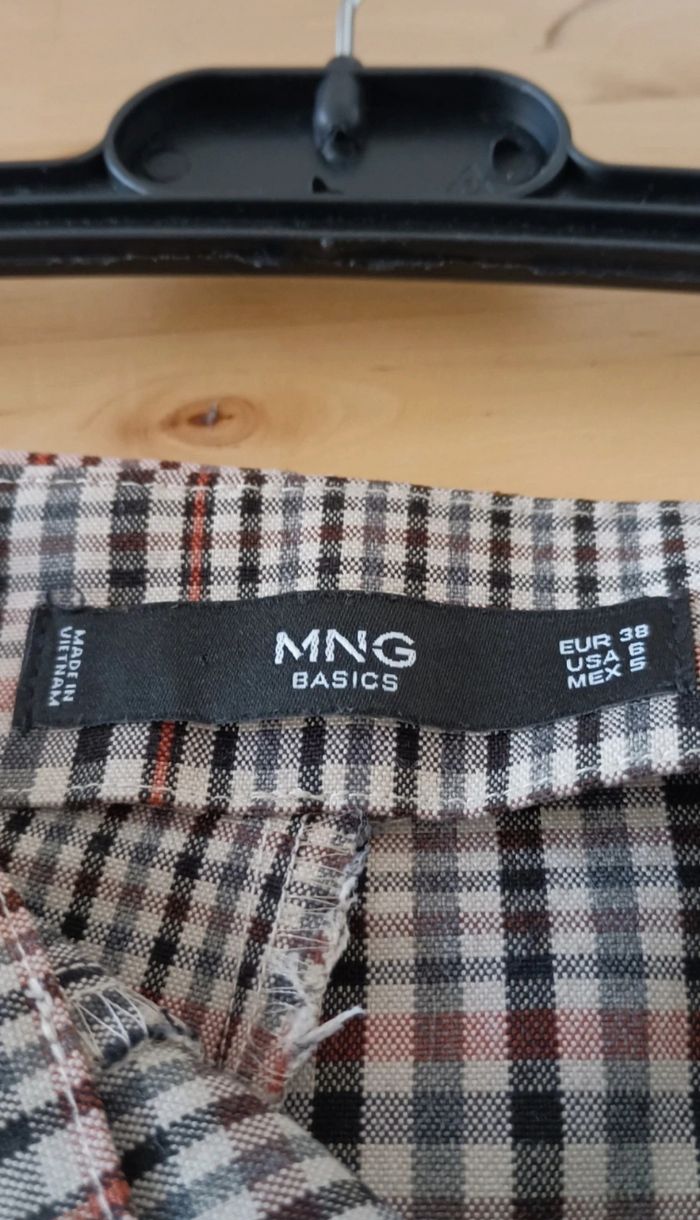 MADE IN
VIETNAM
MNG
BASICS
EUR 38
USA 6
MEX 5